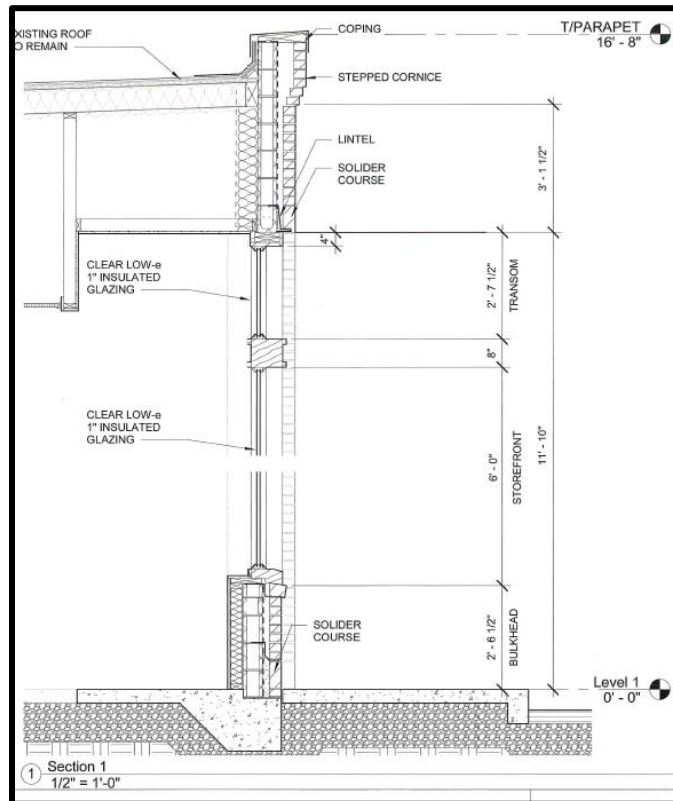 EXISTING ROOF
TO REMAIN
COPING
T/PARAPET
16' - 8"
STEPPED CORNICE
LINTEL
SOLIDER
COURSE
3' - 1 1/2"
4"
CLEAR LOW-e
1" INSULATED
GLAZING
2' - 7 1/2"
TRANSOM
8"
CLEAR LOW-e
1" INSULATED
GLAZING
6' - 0"
STOREFRONT
11' - 10"
SOLIDER
COURSE
2' - 6 1/2"
BULKHEAD
Level 1
0' - 0"
1 Section 1
1/2" = 1'-0"